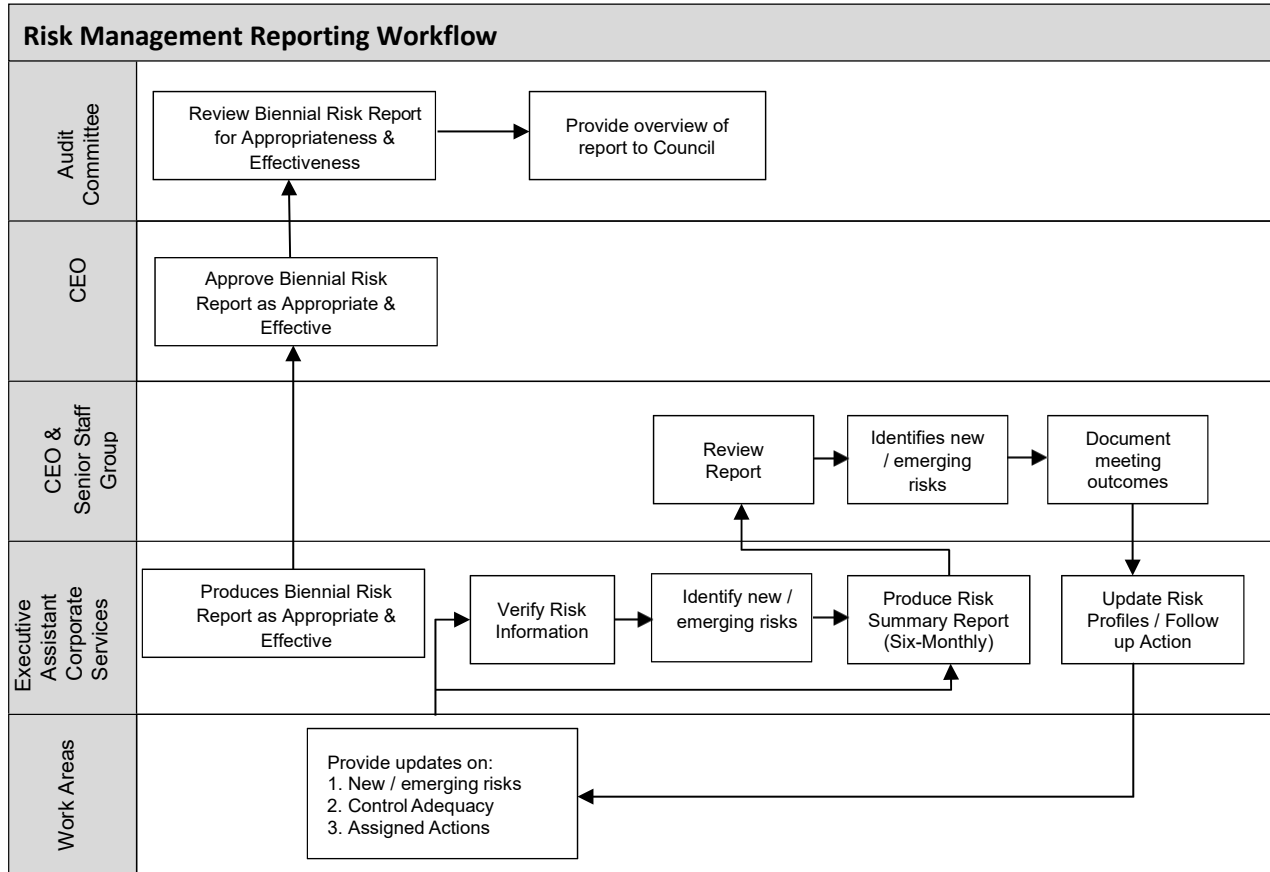 Risk Management Reporting Workflow
Audit
Committee
Review Biennial Risk Report
for Appropriateness &
Effectiveness
Provide overview of
report to Council
CEO
Approve Biennial Risk
Report as Appropriate &
Effective
CEO &
Senior Staff
Group
Review
Report
Identifies new
/ emerging
risks
Document
meeting
outcomes
Executive
Assistant
Corporate
Services
Produces Biennial Risk
Report as Appropriate &
Effective
Verify Risk
Information
Identify new /
emerging risks
Produce Risk
Summary Report
(Six-Monthly)
Update Risk
Profiles / Follow
up Action
Work Areas
Provide updates on:
1. New / emerging risks
2. Control Adequacy
3. Assigned Actions